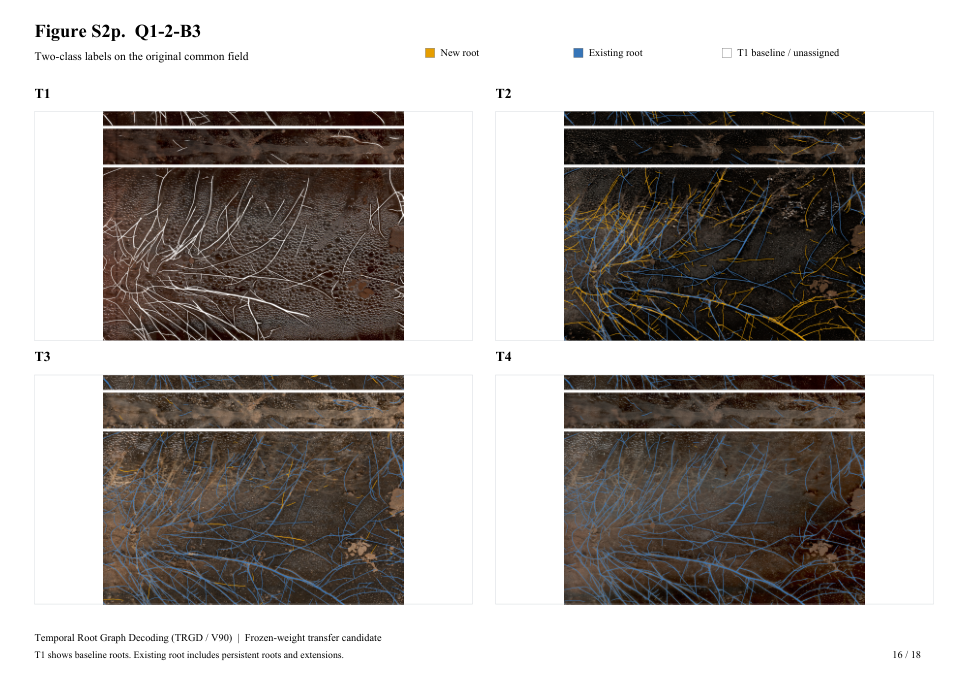 Figure S2p. Q1-2-B3
Two-class labels on the original common field
New root
Existing root
T1 baseline / unassigned
T1
T2
T3
T4
Temporal Root Graph Decoding (TRGD / V90) | Frozen-weight transfer candidate
T1 shows baseline roots. Existing root includes persistent roots and extensions.
16 / 18